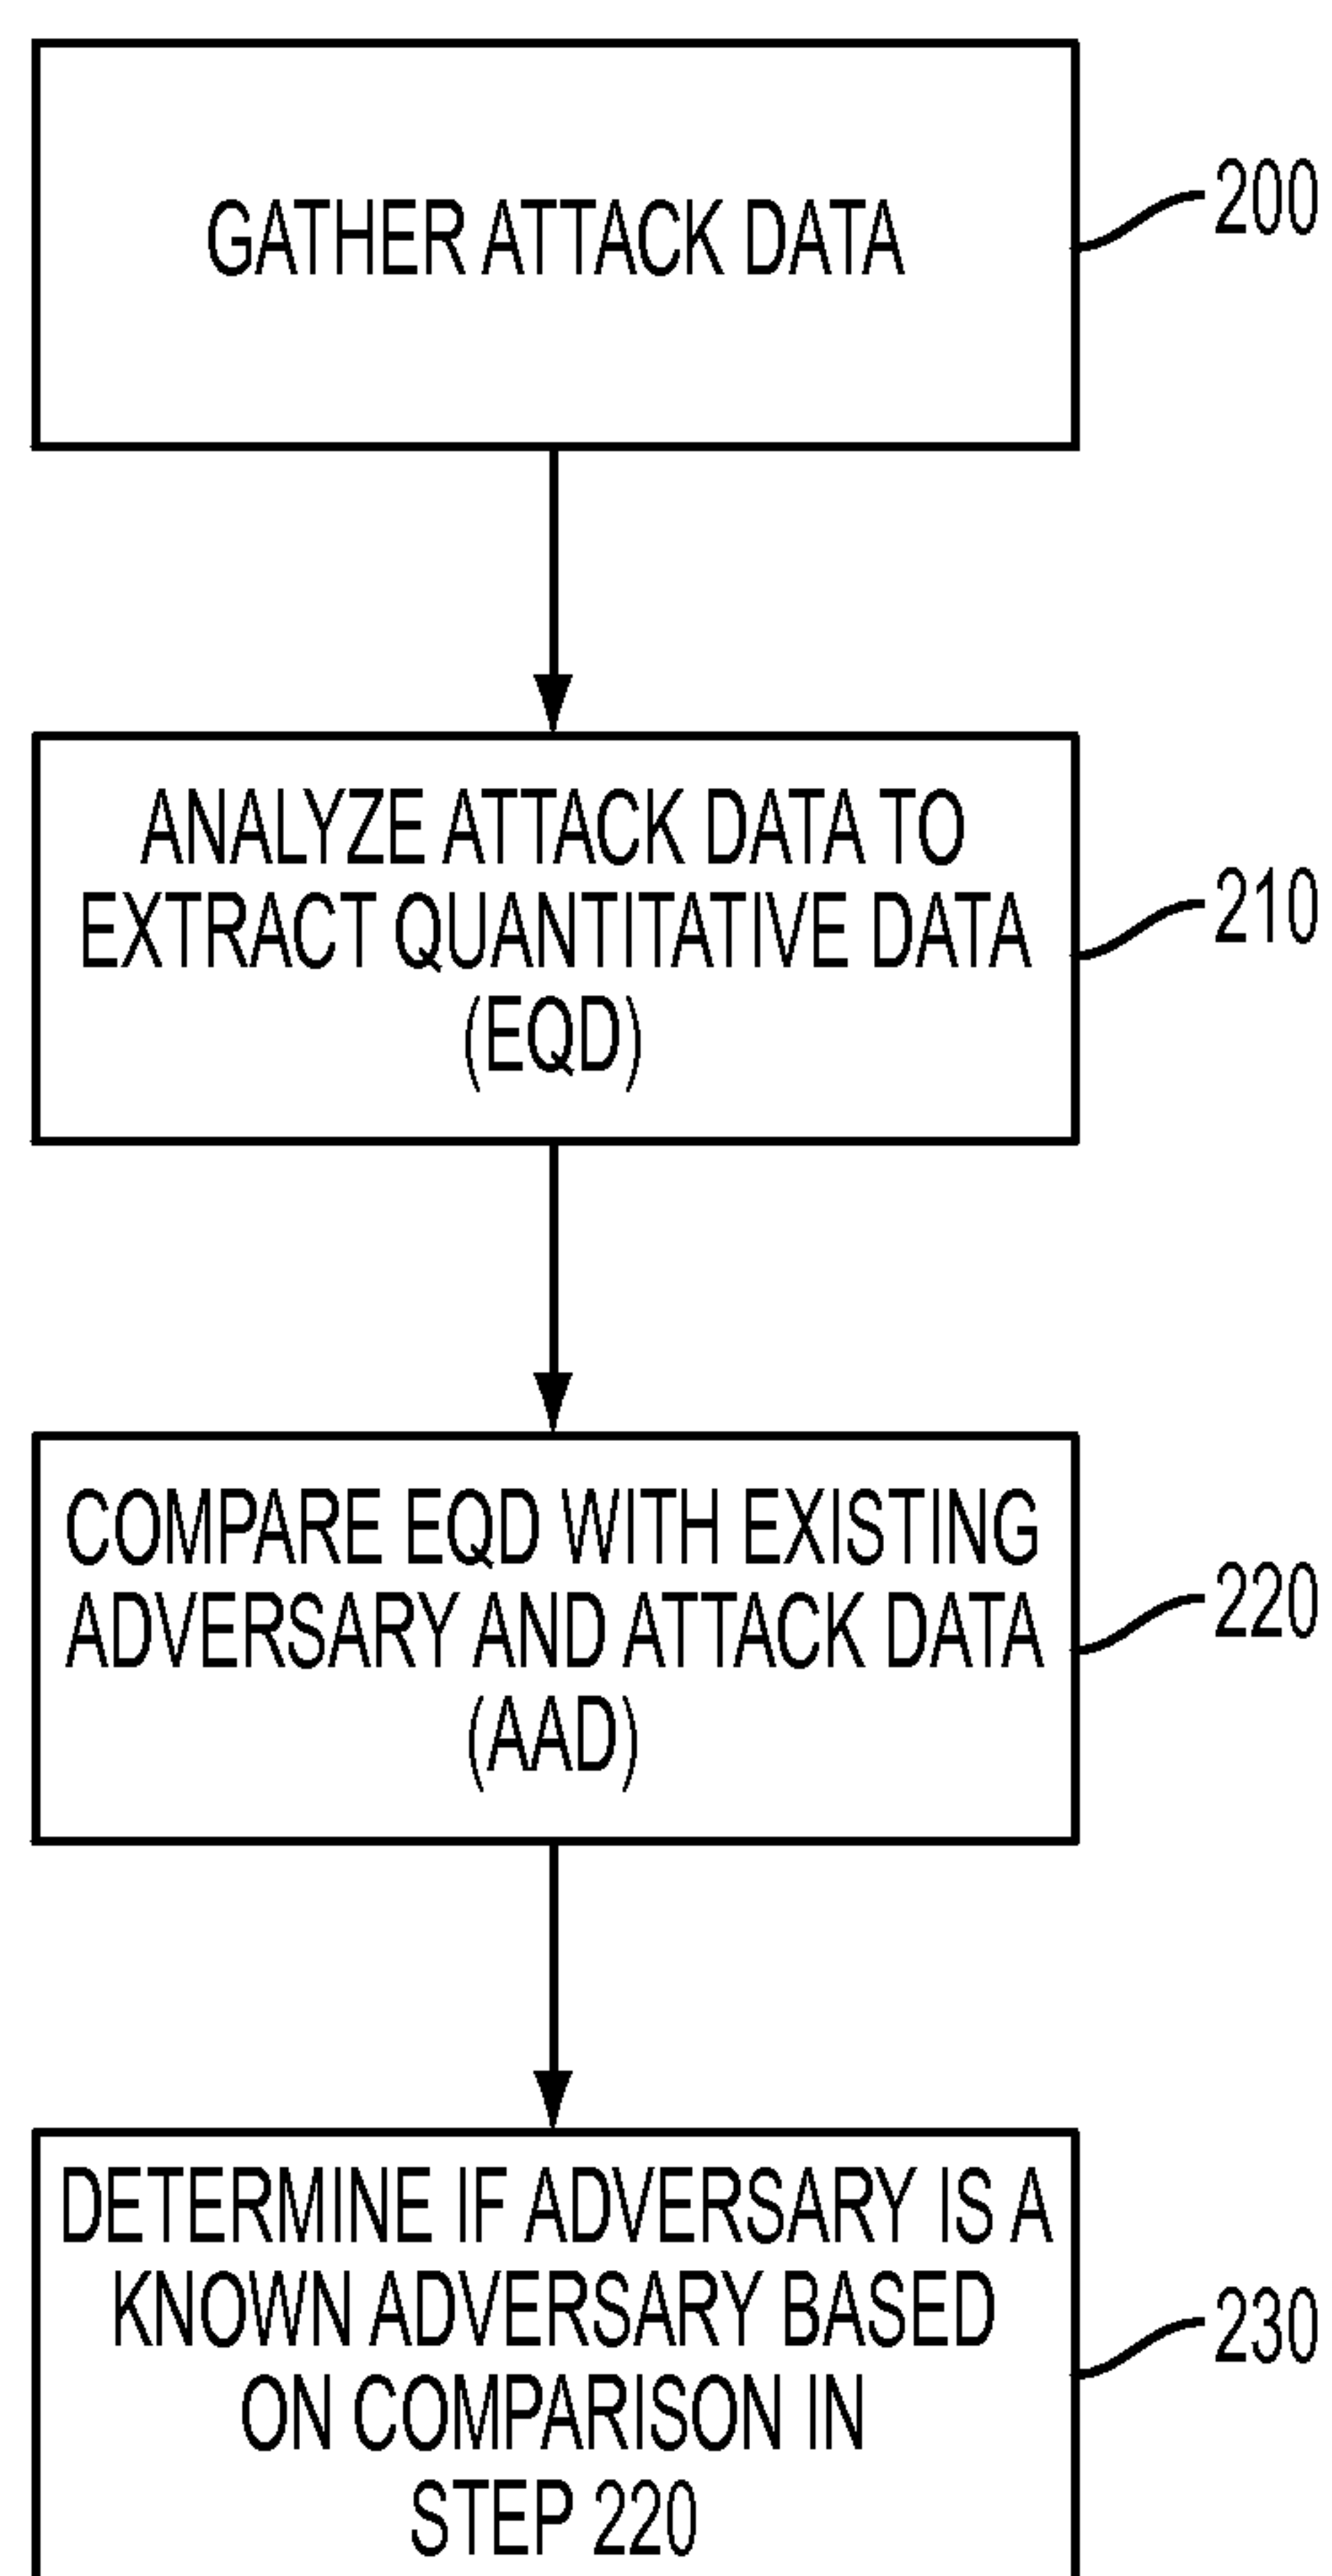 GATHER ATTACK DATA
200
ANALYZE ATTACK DATA TO
EXTRACT QUANTITATIVE DATA
(EQD)
210
COMPARE EQD WITH EXISTING
ADVERSARY AND ATTACK DATA
(AAD)
220
DETERMINE IF ADVERSARY IS A
KNOWN ADVERSARY BASED
ON COMPARISON IN
STEP 220
230